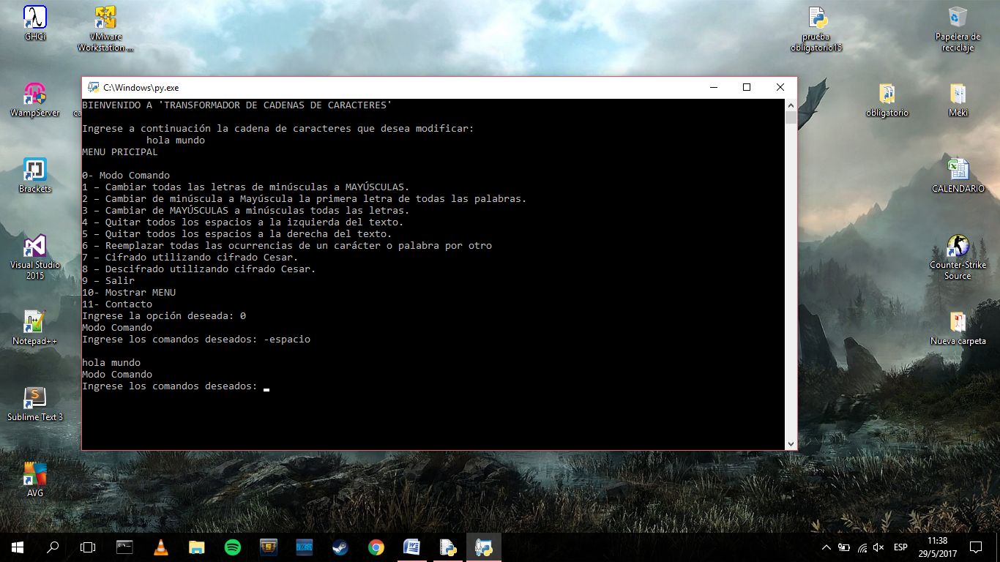 GHCi
VMware
Workstation ...
prueba
obligatorio15
Papelera de
reciclaje
WampServer
ca
obligatorio
Meki
Brackets
CALENDARIO
Visual Studio
2015
Counter-Strike
Source
Notepad++
Nueva carpeta
Sublime Text 3
AVG
C:\Windows\py.exe
BIENVENIDO A 'TRANSFORMADOR DE CADENAS DE CARACTERES'
Ingrese a continuación la cadena de caracteres que desea modificar:
hola mundo
MENU PRICIPAL
0- Modo Comando
1 – Cambiar todas las letras de minúsculas a MAYÚSCULAS.
2 – Cambiar de minúscula a Mayúscula la primera letra de todas las palabras.
3 – Cambiar de MAYÚSCULAS a minúsculas todas las letras.
4 – Quitar todos los espacios a la izquierda del texto.
5 – Quitar todos los espacios a la derecha del texto.
6 – Reemplazar todas las ocurrencias de un carácter o palabra por otro
7 – Cifrado utilizando cifrado Cesar.
8 – Descifrado utilizando cifrado Cesar.
9 – Salir
10- Mostrar MENU
11- Contacto
Ingrese la opción deseada: 0
Modo Comando
Ingrese los comandos deseados: -espacio
hola mundo
Modo Comando
Ingrese los comandos deseados:
ESP
11:38
29/5/2017